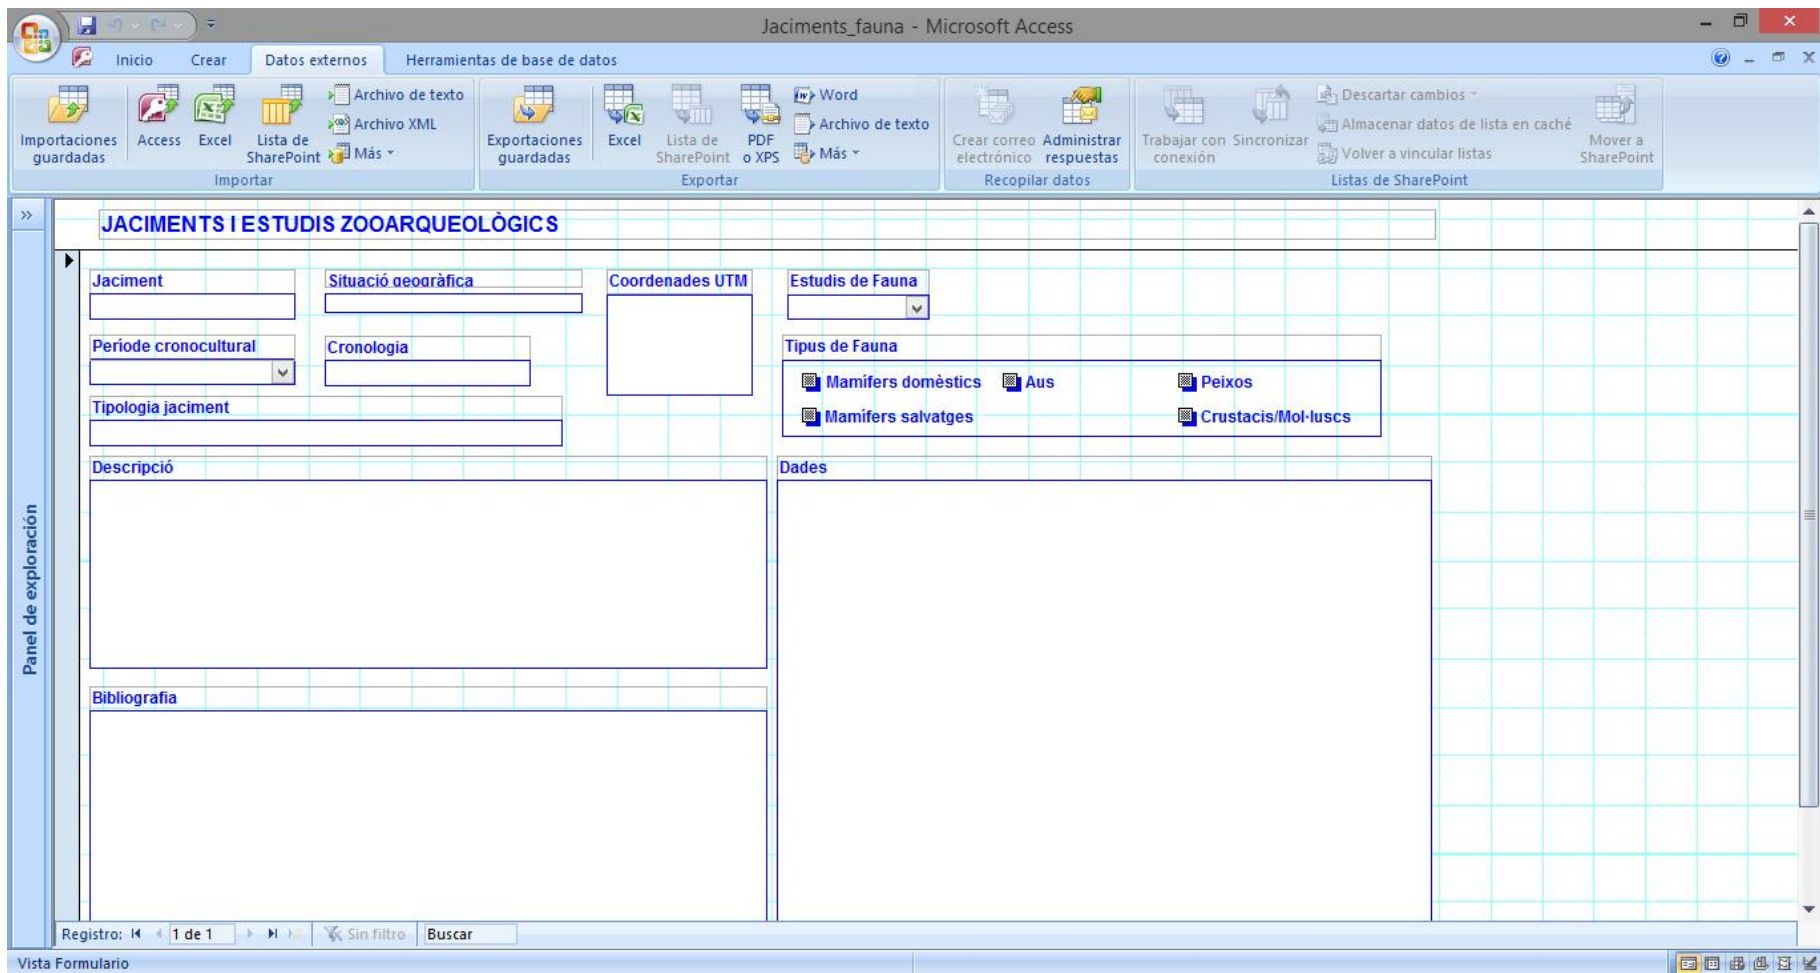 Jaciments_fauna - Microsoft Access
Inicio Crear Datos externos Herramientas de base de datos
Importaciones guardadas
Access
Excel
Lista de SharePoint
Archivo de texto
Archivo XML
Más
Importar
Exportaciones guardadas
Excel
Lista de SharePoint
PDF o XPS
Word
Archivo de texto
Más
Exportar
Crear correo electrónico
Administrar respuestas
Recopilar datos
Trabajar con conexión
Sincronizar
Descartar cambios
Almacenar datos de lista en caché
Volver a vincular listas
Mover a SharePoint
Listas de SharePoint
Panel de exploración
JACIMENTS I ESTUDIS ZOOARQUEOLÒGICS
Jaciment
Situació geogràfica
Coordenades UTM
Estudis de Fauna
Període cronocultural
Cronologia
Tipus de Fauna
Mamífers domèstics
Aus
Peixos
Mamífers salvatges
Crustacis/Mol·luscs
Tipologia jaciment
Descripció
Dades
Bibliografia
Registro: 1 de 1 Sin filtro Buscar
Vista Formulario